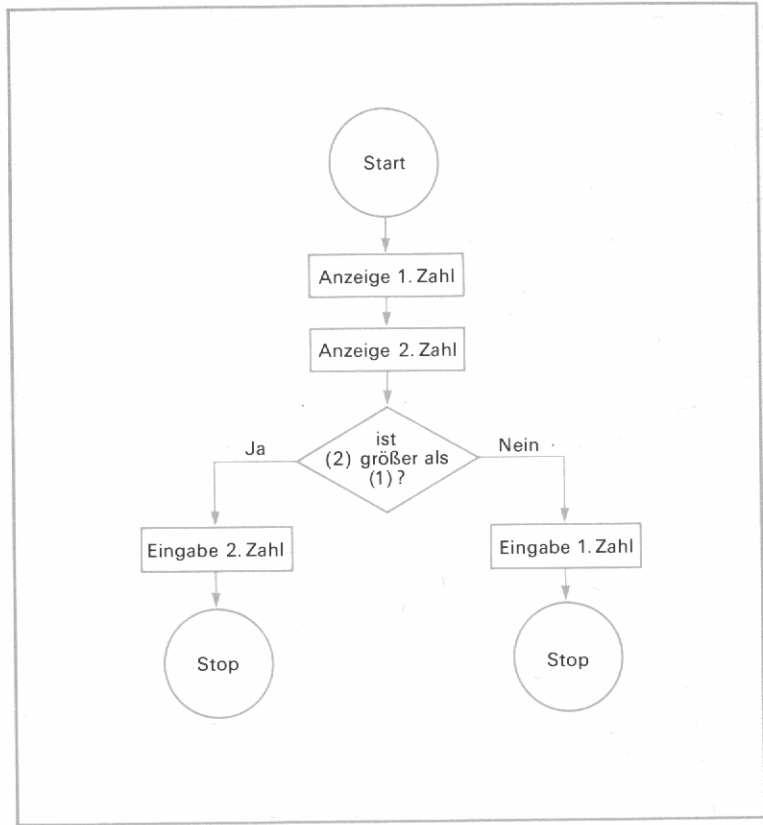 Start
Anzeige 1. Zahl
Anzeige 2. Zahl
ist
(2) größer als
(1) ?
Ja
Nein
Eingabe 2. Zahl
Eingabe 1. Zahl
Stop
Stop